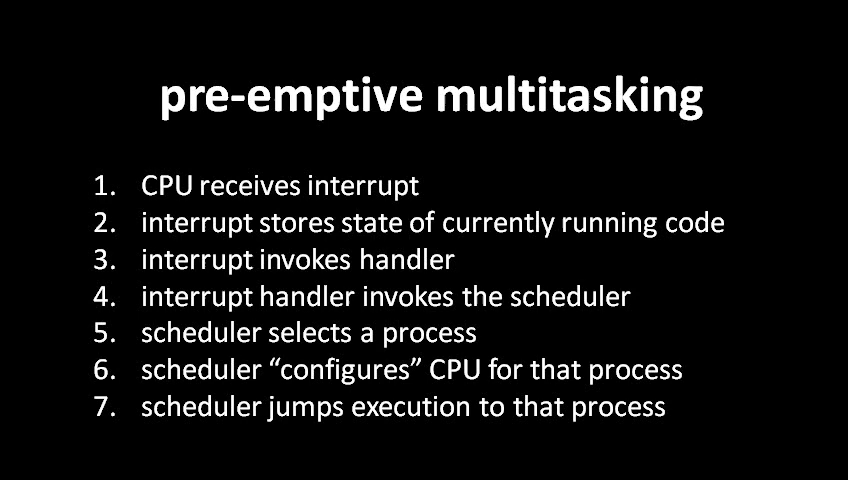 pre-emptive multitasking
1. CPU receives interrupt
2. interrupt stores state of currently running code
3. interrupt invokes handler
4. interrupt handler invokes the scheduler
5. scheduler selects a process
6. scheduler “configures” CPU for that process
7. scheduler jumps execution to that process